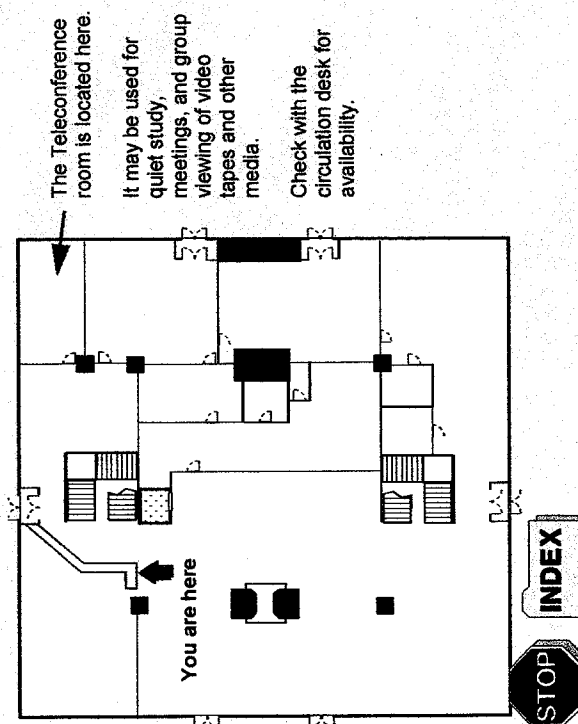 The Teleconference
room is located here.
It may be used for
quiet study,
meetings, and group
viewing of video
tapes and other
media.
Check with the
circulation desk for
availability.
You are here
STOP
INDEX